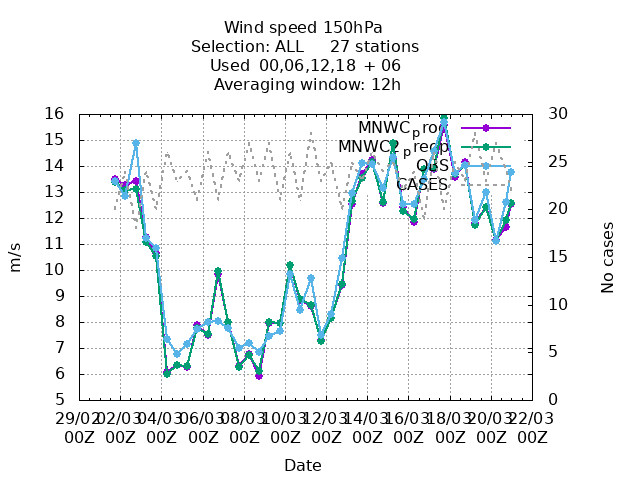 Wind speed 150hPa
Selection: ALL 27 stations
Used 00,06,12,18 + 06
Averaging window: 12h
MNWC_proc
MNWC_preop
OBS
CASES
16
15
14
13
12
11
10
9
8
7
6
5
30
25
20
15
10
5
0
m/s
No cases
29/02 02/03 04/03 06/03 08/03 10/03 12/03 14/03 16/03 18/03 20/03 22/03
00Z 00Z 00Z 00Z 00Z 00Z 00Z 00Z 00Z 00Z 00Z 00Z
Date